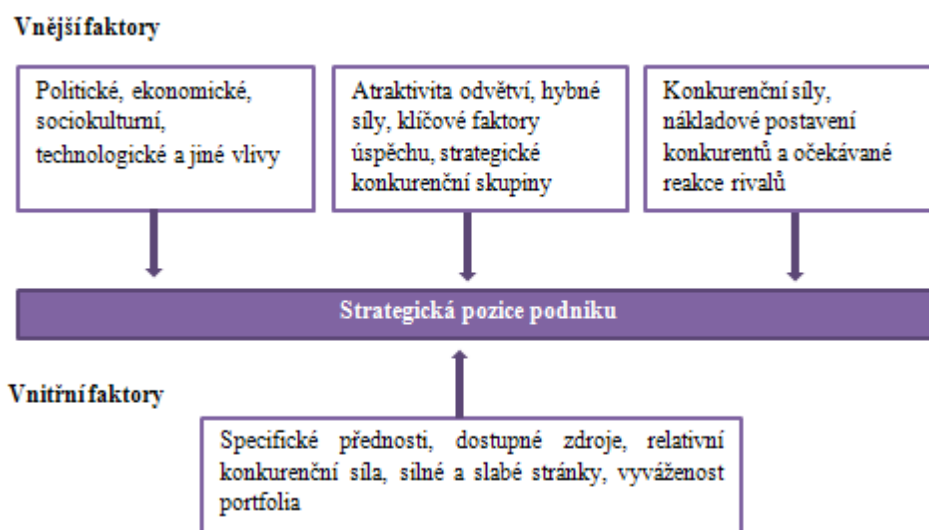 Vnější faktory
Politické, ekonomické,
sociokulturní,
technologické a jiné vlivy
Atraktivita odvětví, hybné
síly, klíčové faktory
úspěchu, strategické
konkurenční skupiny
Konkurenční síly,
nákladové postavení
konkurentů a očekávané
reakce rivalů
Strategická pozice podniku
Vnitřní faktory
Specifické přednosti, dostupné zdroje, relativní
konkurenční síla, silné a slabé stránky, vyváženost
portfolia